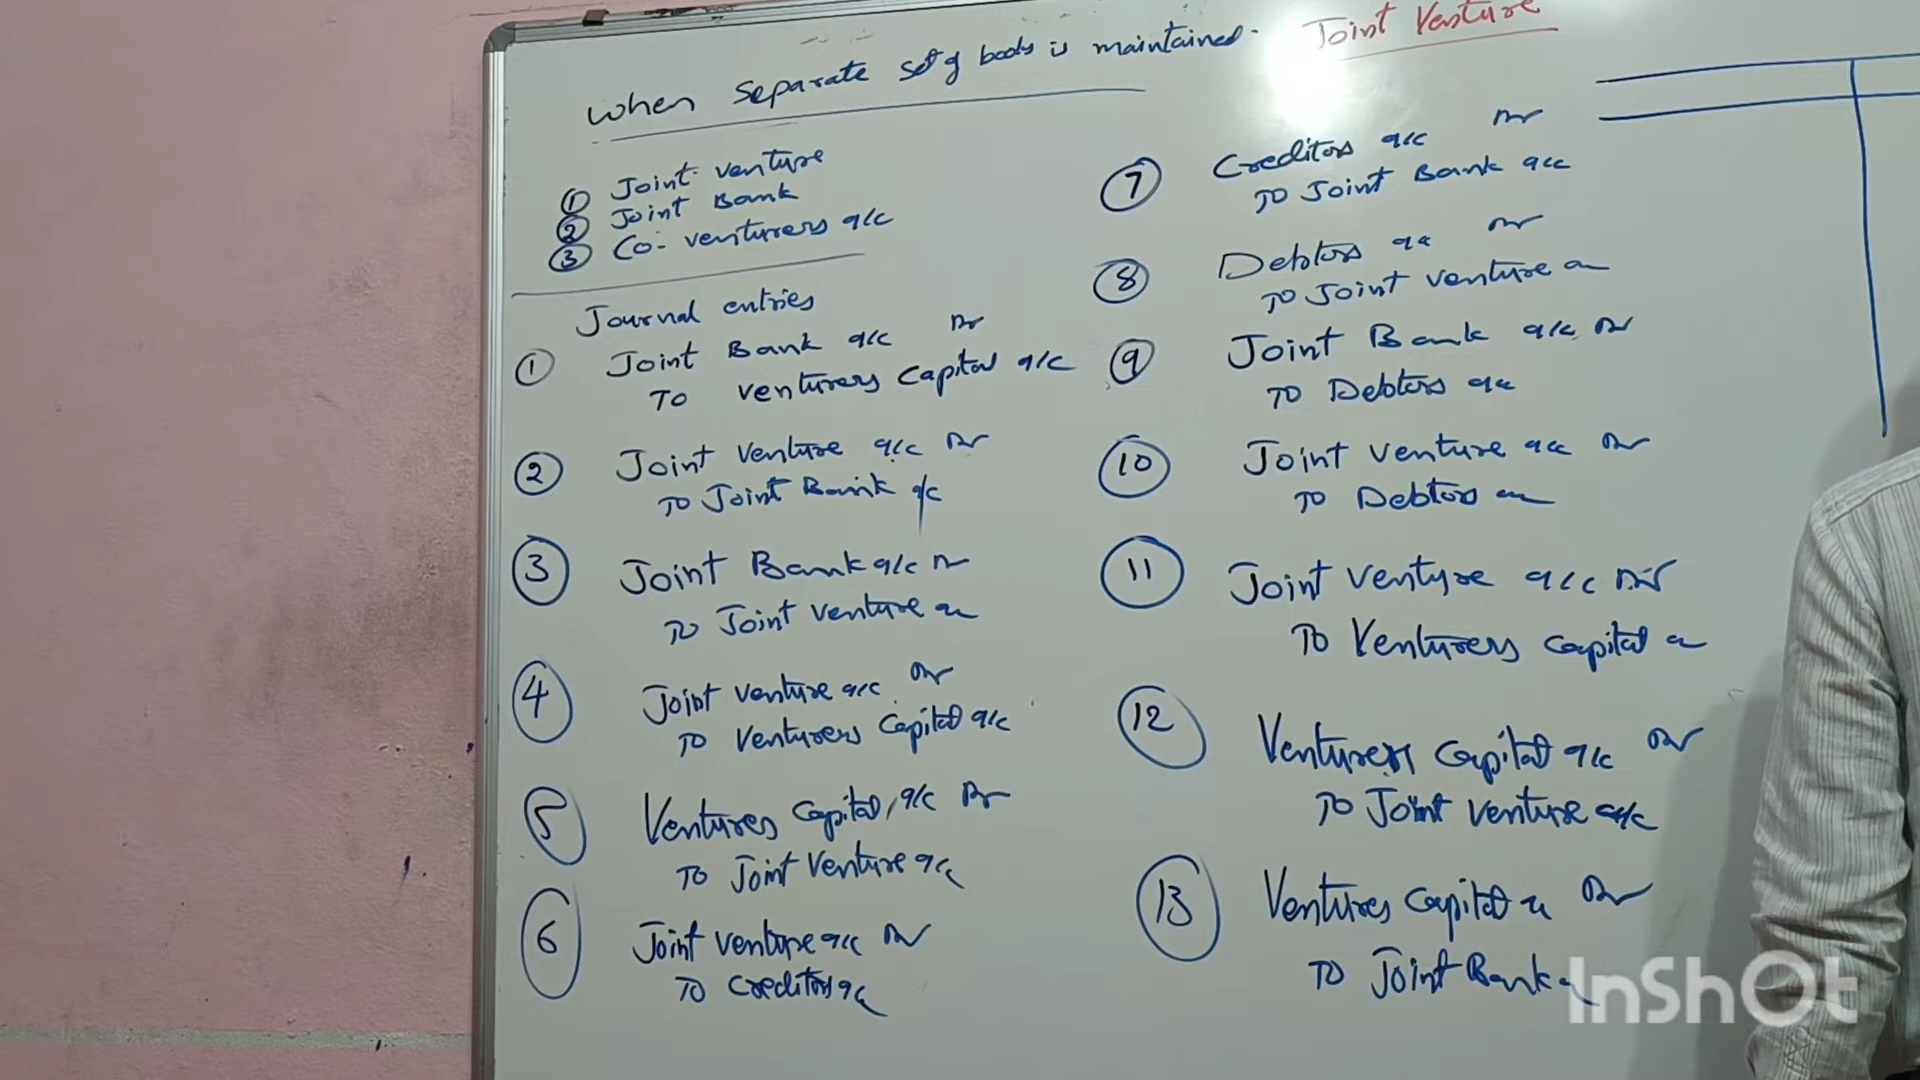 Joint Venture
When Separate set of books is maintained.
① Joint venture
② Joint Bank
③ Co-venturers a/c
Journal entries
① Joint Bank a/c Dr
To venturers Capital a/c
② Joint Venture a/c Dr
To Joint Bank a/c
③ Joint Bank a/c Dr
To Joint venture a/c
④ Joint venture a/c Dr
To Venturers Capital a/c
⑤ Ventures Capital a/c Dr
To Joint Venture a/c
⑥ Joint venture a/c Dr
To Creditors a/c
⑦ Creditors a/c Dr
To Joint Bank a/c
⑧ Debtors a/c Dr
To Joint venture a/c
⑨ Joint Bank a/c Dr
To Debtors a/c
⑩ Joint venture a/c Dr
To Debtors a/c
⑪ Joint venture a/c Dr
To Venturers capital a/c
⑫ Venturers Capital a/c Dr
To Joint venture a/c
⑬ Ventures Capital a/c Dr
To Joint Bank a/c
InShOt